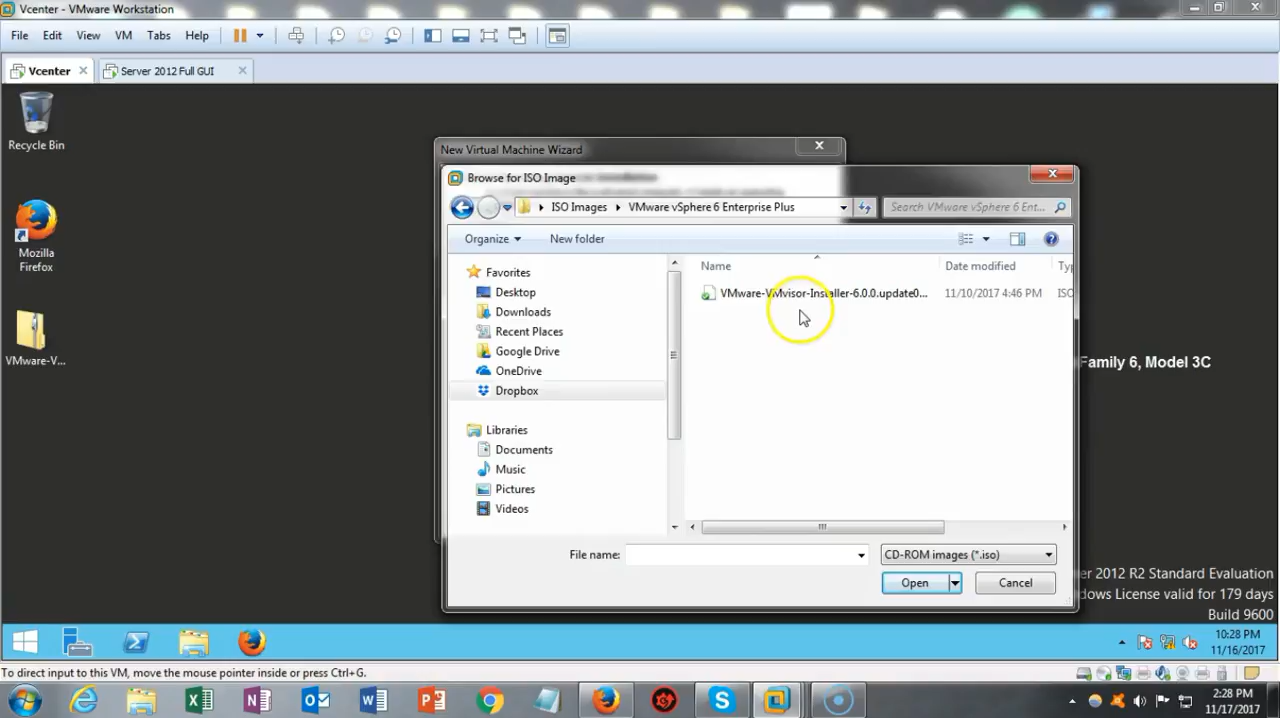 Vcenter - VMware Workstation
File Edit View VM Tabs Help
Vcenter
Server 2012 Full GUI
Recycle Bin
Mozilla
Firefox
VMware-V...
New Virtual Machine Wizard
Browse for ISO Image
ISO Images
VMware vSphere 6 Enterprise Plus
Search VMware vSphere 6 Ent...
Organize
New folder
Favorites
Desktop
Downloads
Recent Places
Google Drive
OneDrive
Dropbox
Libraries
Documents
Music
Pictures
Videos
Name
Date modified
Ty
VMware-VMvisor-Installer-6.0.0.update0...
11/10/2017 4:46 PM
ISO
File name:
CD-ROM images (*.iso)
Open
Cancel
Family 6, Model 3C
er 2012 R2 Standard Evaluation
dows License valid for 179 days
Build 9600
10:28 PM
11/16/2017
To direct input to this VM, move the mouse pointer inside or press Ctrl+G.
2:28 PM
11/17/2017